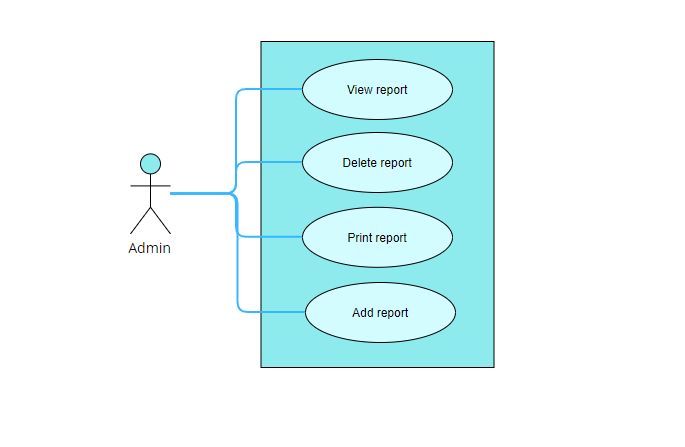 View report
Delete report
Print report
Add report
Admin